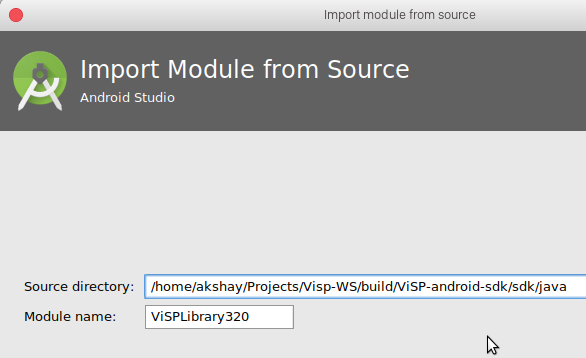 Import module from source
Import Module from Source
Android Studio
Source directory: /home/akshay/Projects/Visp-WS/build/ViSP-android-sdk/sdk/java
Module name: ViSPLibrary320